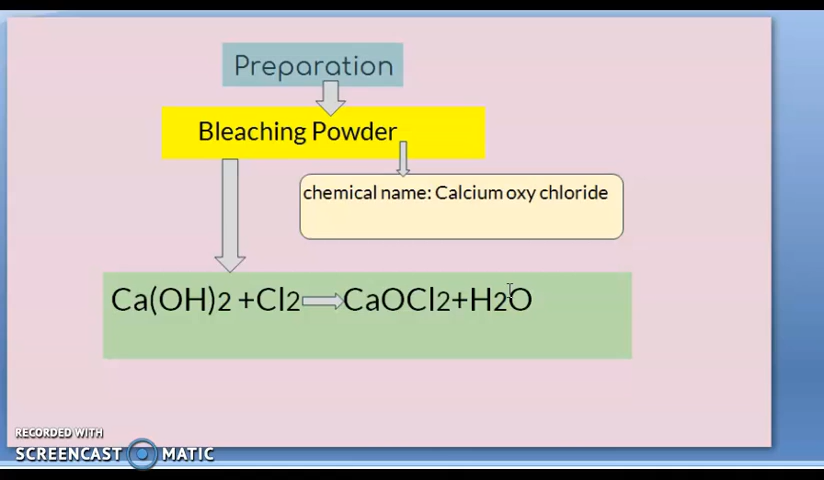 Preparation
Bleaching Powder
chemical name: Calcium oxy chloride
Ca(OH)2 +Cl2 CaOCl2+H2O
RECORDED WITH
SCREENCAST MATIC